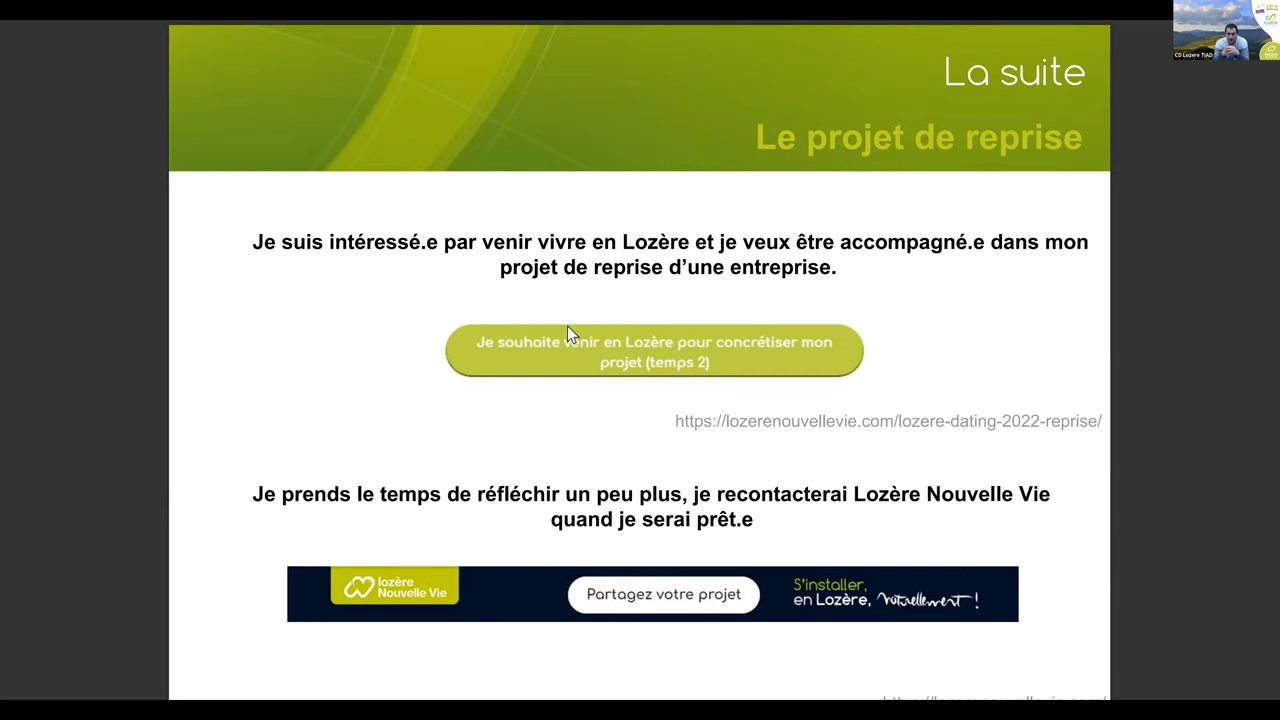 CD Lozere TIAD
La suite
Le projet de reprise
Je suis intéressé.e par venir vivre en Lozère et je veux être accompagné.e dans mon
projet de reprise d’une entreprise.
Je souhaite venir en Lozère pour concrétiser mon
projet (temps 2)
https://lozerenouvellevie.com/lozere-dating-2022-reprise/
Je prends le temps de réfléchir un peu plus, je recontacterai Lozère Nouvelle Vie
quand je serai prêt.e
lozère
Nouvelle Vie
Partagez votre projet
S'installer,
en Lozère, naturellement !